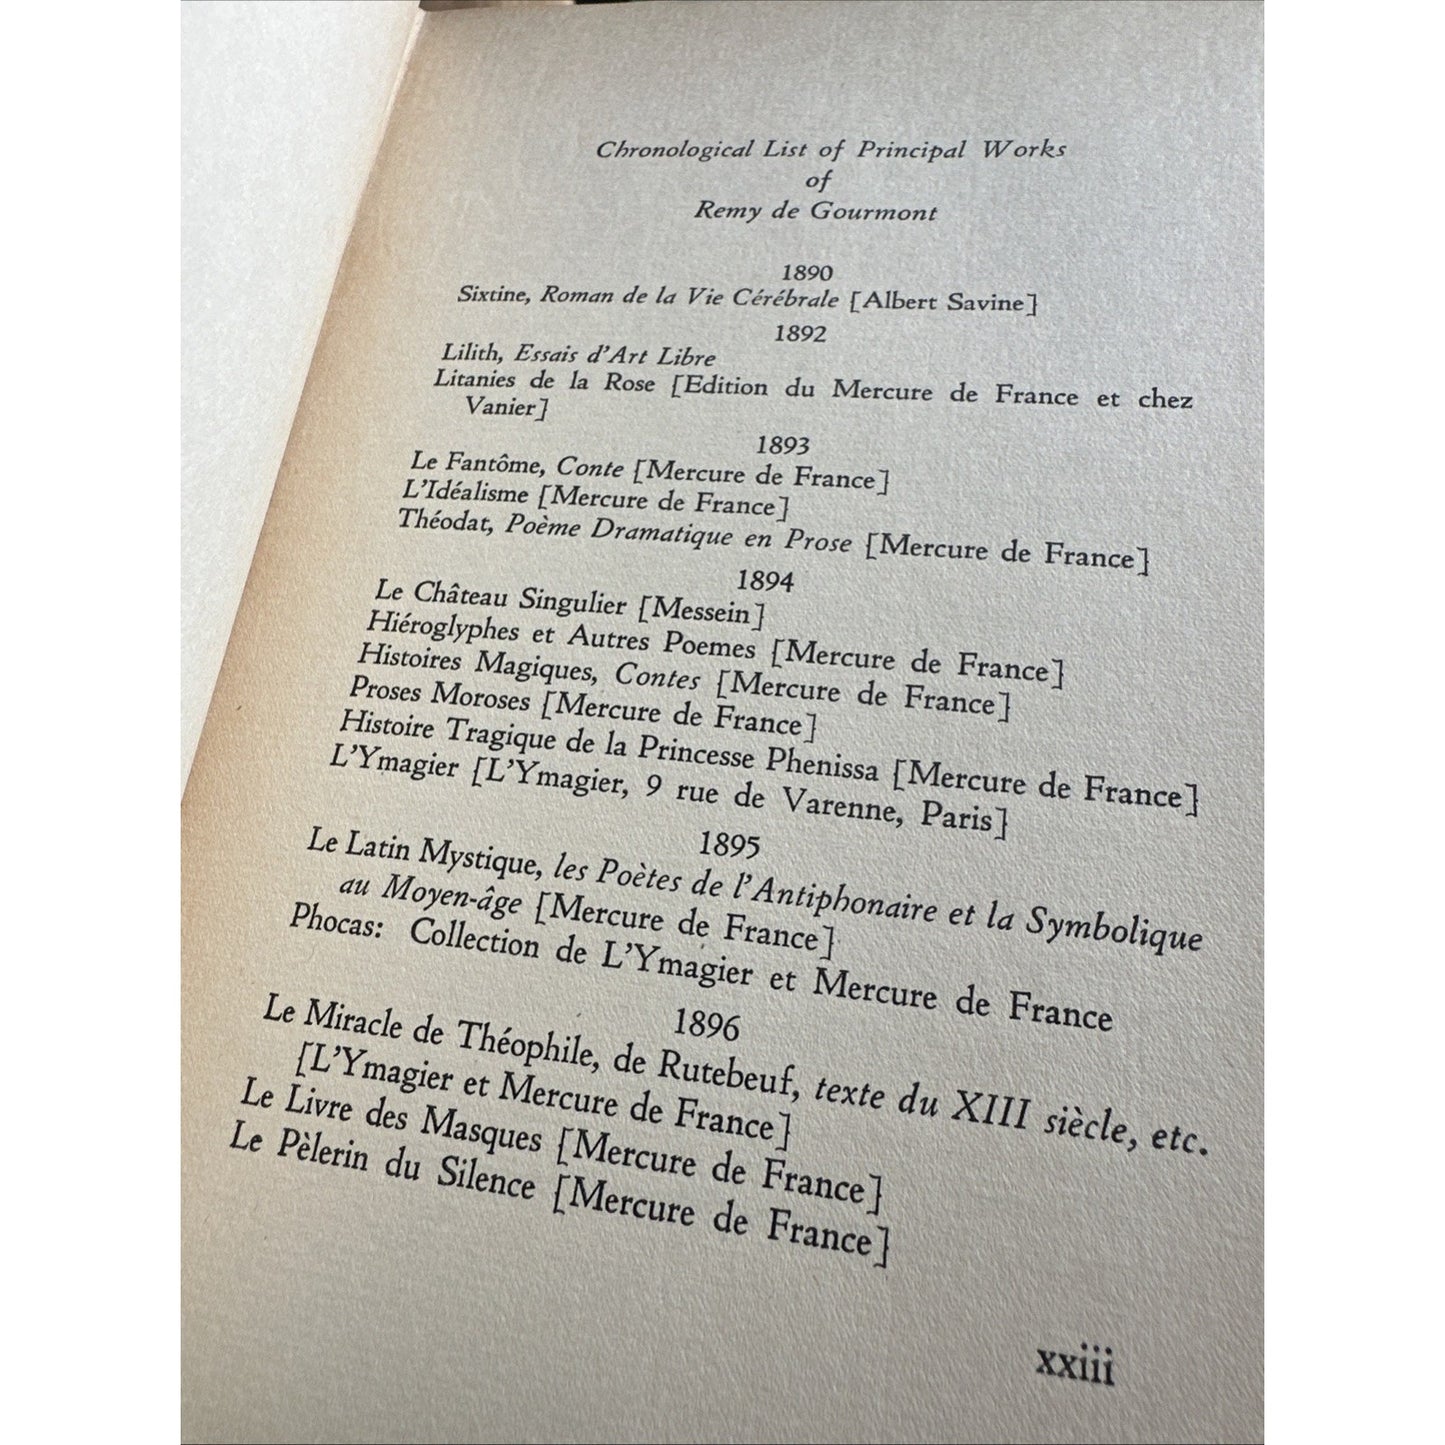 Chronological List of Principal Works
of
Remy de Gourmont
1890
Sixtine, Roman de la Vie Cérébrale [Albert Savine]
1892
Lilith, Essais d'Art Libre
Litanies de la Rose [Edition du Mercure de France et chez
Vanier]
1893
Le Fantôme, Conte [Mercure de France]
L'Idéalisme [Mercure de France]
Théodat, Poème Dramatique en Prose [Mercure de France]
1894
Le Château Singulier [Messein]
Hiéroglyphes et Autres Poemes [Mercure de France]
Histoires Magiques, Contes [Mercure de France]
Proses Moroses [Mercure de France]
Histoire Tragique de la Princesse Phenissa [Mercure de France]
L'Ymagier [L'Ymagier, 9 rue de Varenne, Paris]
1895
Le Latin Mystique, les Poètes de l'Antiphonaire et la Symbolique
au Moyen-âge [Mercure de France]
Phocas: Collection de L'Ymagier et Mercure de France
1896
Le Miracle de Théophile, de Rutebeuf, texte du XIII siècle, etc.
[L'Ymagier et Mercure de France]
Le Livre des Masques [Mercure de France]
Le Pèlerin du Silence [Mercure de France]
xxiii